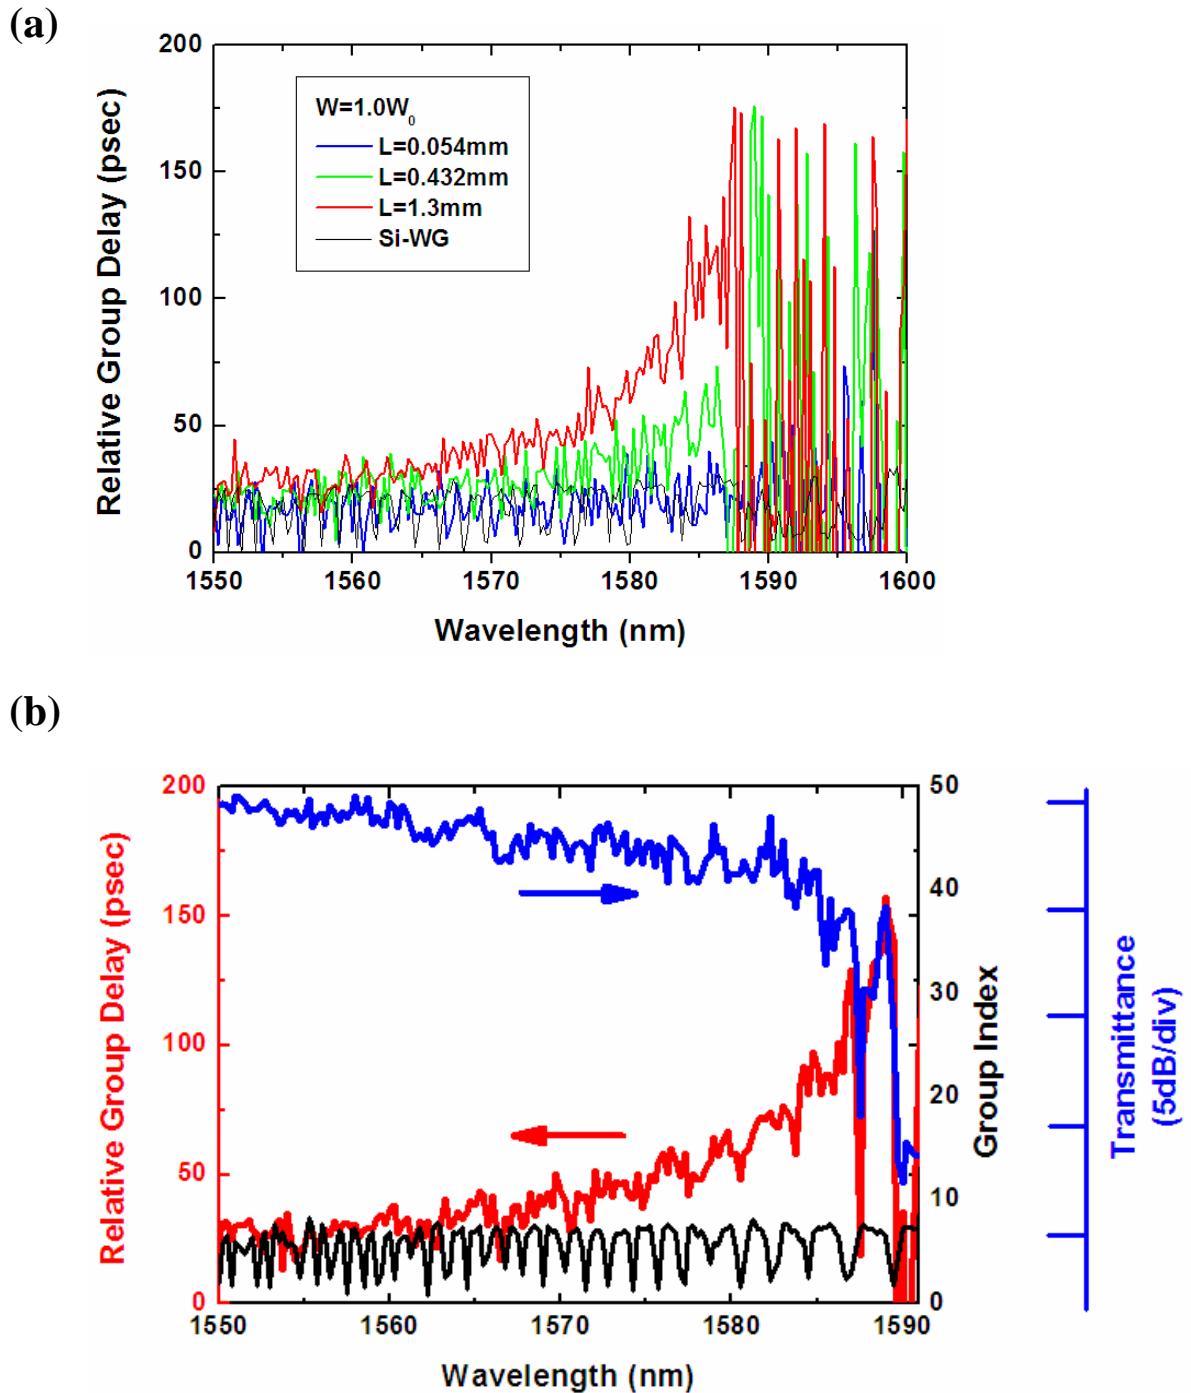 (a)
200
150
100
50
0
Relative Group Delay (psec)
W=1.0W0
L=0.054mm
L=0.432mm
L=1.3mm
Si-WG
1550 1560 1570 1580 1590 1600
Wavelength (nm)
(b)
200
150
100
50
0
Relative Group Delay (psec)
50
40
30
20
10
0
Group Index
Transmittance
(5dB/div)
1550 1560 1570 1580 1590
Wavelength (nm)